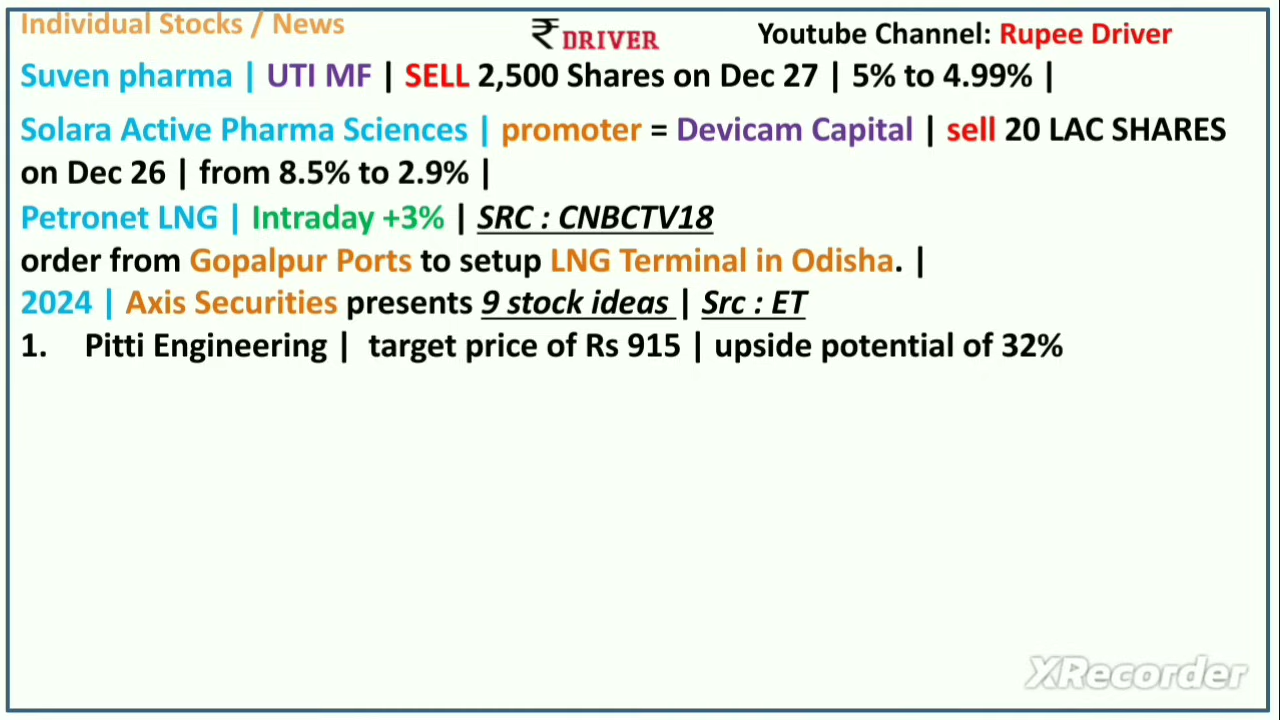 Individual Stocks / News
₹ DRIVER
Youtube Channel: Rupee Driver
Suven pharma | UTI MF | SELL 2,500 Shares on Dec 27 | 5% to 4.99% |
Solara Active Pharma Sciences | promoter = Devicam Capital | sell 20 LAC SHARES
on Dec 26 | from 8.5% to 2.9% |
Petronet LNG | Intraday +3% | SRC : CNBCTV18
order from Gopalpur Ports to setup LNG Terminal in Odisha. |
2024 | Axis Securities presents 9 stock ideas | Src : ET
1. Pitti Engineering | target price of Rs 915 | upside potential of 32%
XRecorder